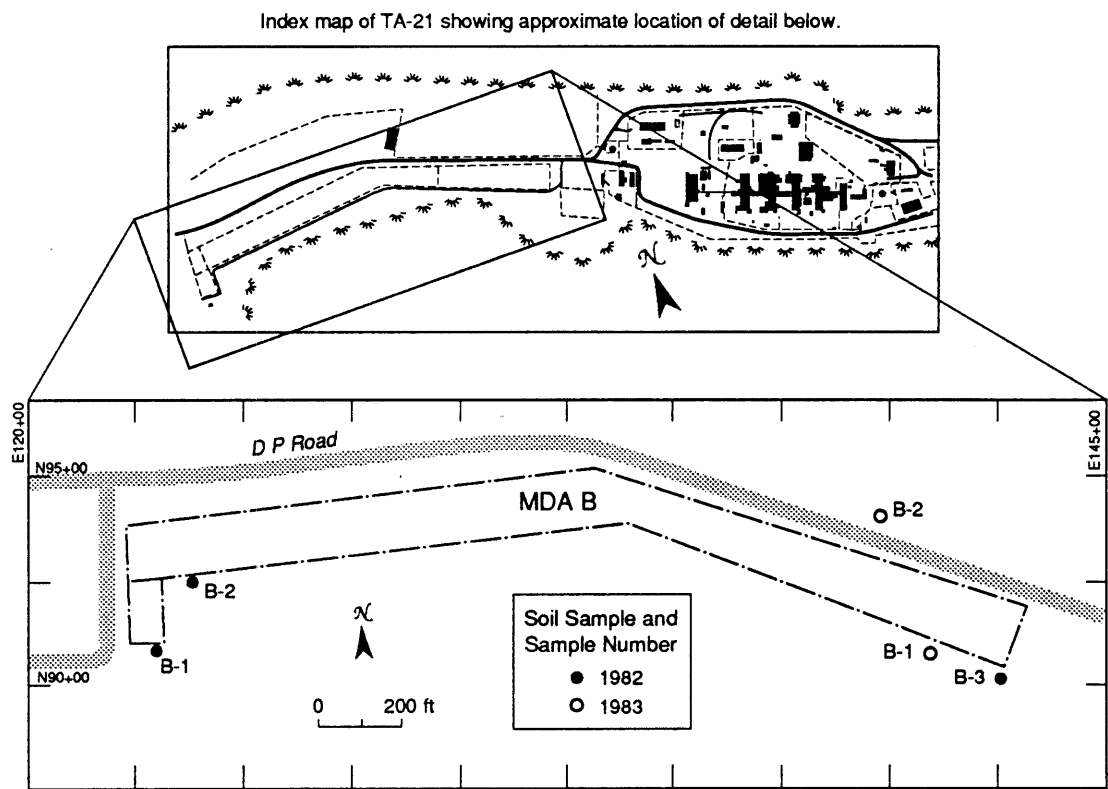 Index map of TA-21 showing approximate location of detail below.
N
E120+00
E145+00
D P Road
N95+00
MDA B
B-2
B-2
N
Soil Sample and
Sample Number
B-1
B-1
B-3
N90+00
● 1982
0 200 ft
○ 1983